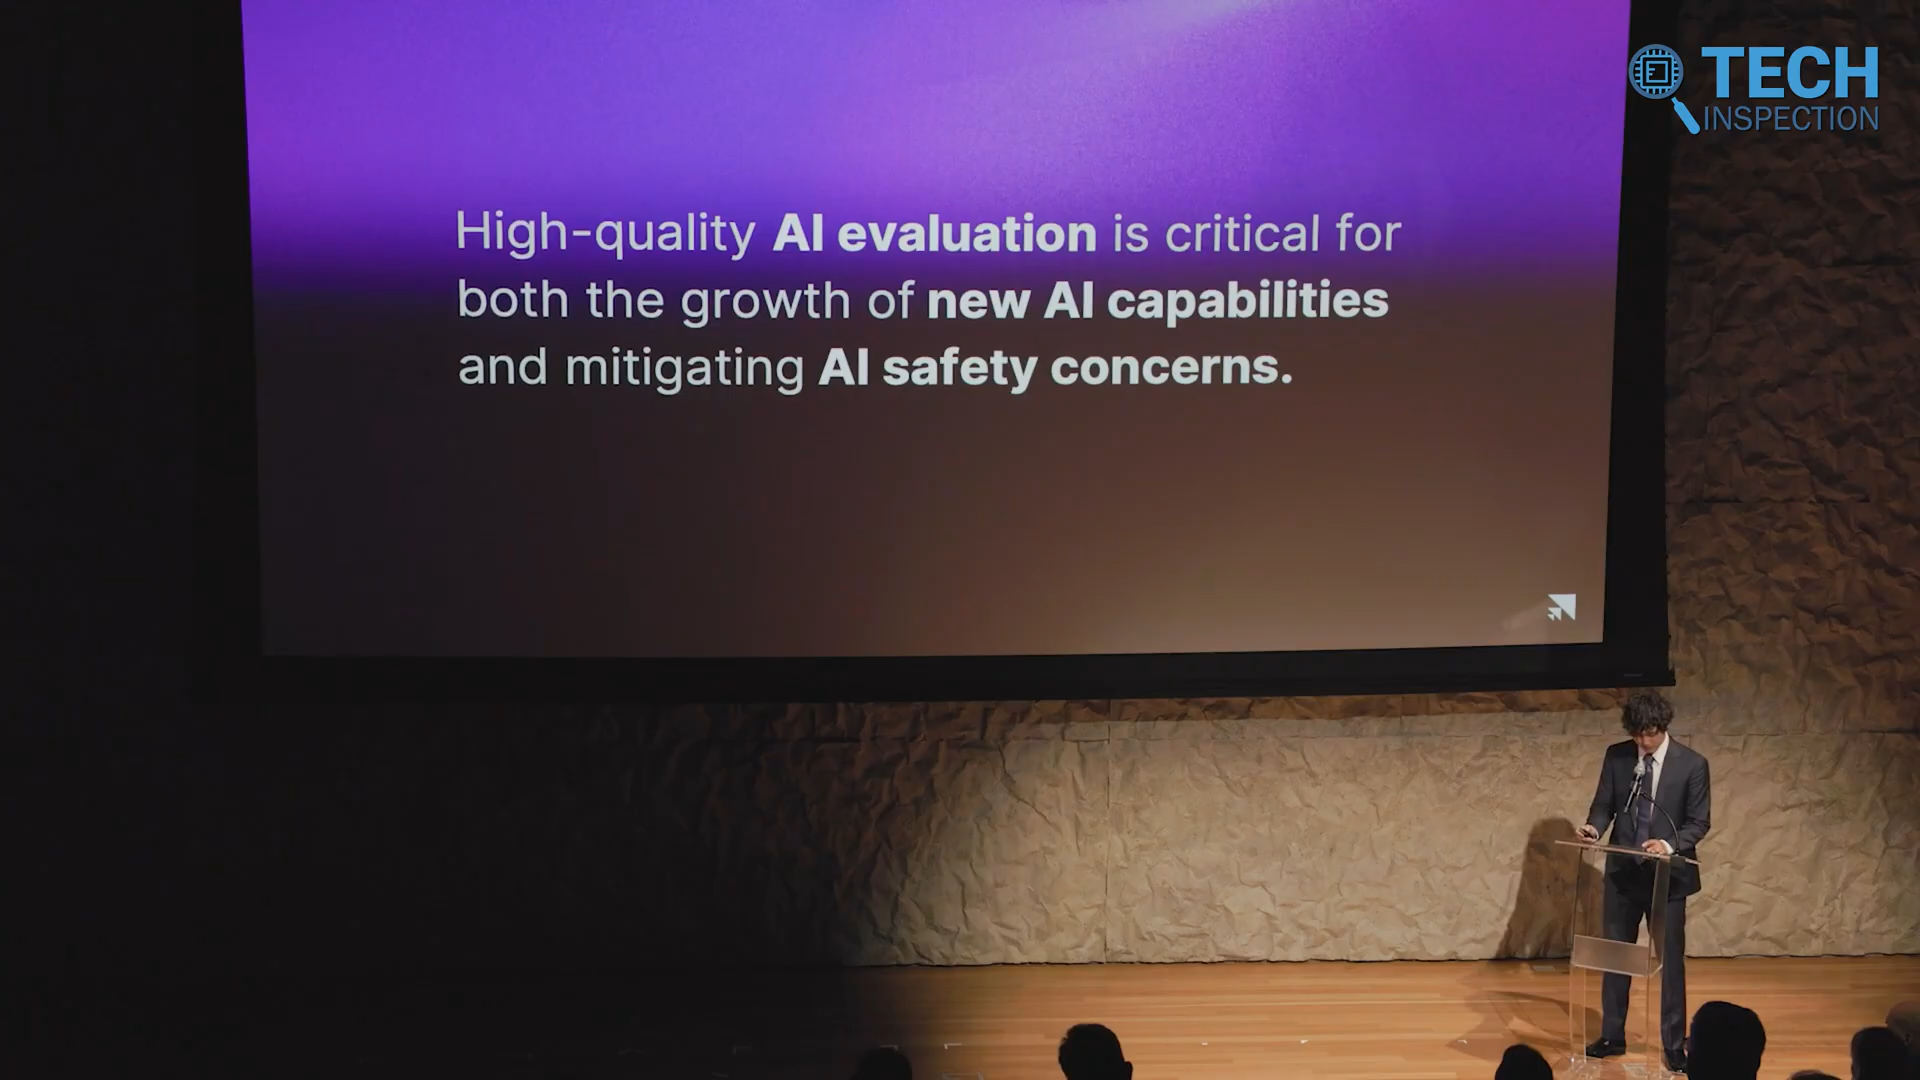 TECH
INSPECTION
High-quality AI evaluation is critical for
both the growth of new AI capabilities
and mitigating AI safety concerns.